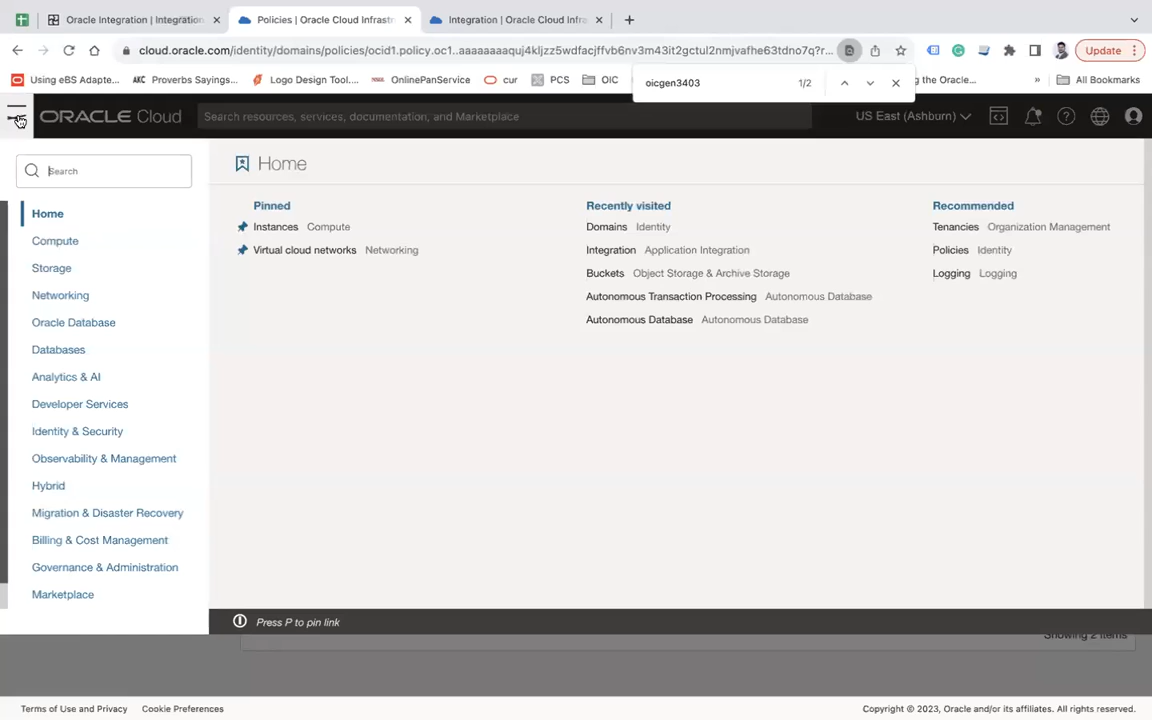 Oracle Integration | Integration
Policies | Oracle Cloud Infrastr
Integration | Oracle Cloud Infra
cloud.oracle.com/identity/domains/policies/ocid1.policy.oc1..aaaaaaaaquj4kljzz5wdfacjffvb6nv3m43it2gctul2nmjvafhe63tdno7q?r...
Update
Using eBS Adapte...
AKC Proverbs Sayings...
Logo Design Tool....
OnlinePanService
cur
PCS
OIC
oicgen3403
1/2
g the Oracle...
»
All Bookmarks
ORACLE Cloud
Search resources, services, documentation, and Marketplace
US East (Ashburn)
Search
Home
Compute
Storage
Networking
Oracle Database
Databases
Analytics & AI
Developer Services
Identity & Security
Observability & Management
Hybrid
Migration & Disaster Recovery
Billing & Cost Management
Governance & Administration
Marketplace
Home
Pinned
Instances Compute
Virtual cloud networks Networking
Recently visited
Domains Identity
Integration Application Integration
Buckets Object Storage & Archive Storage
Autonomous Transaction Processing Autonomous Database
Autonomous Database Autonomous Database
Recommended
Tenancies Organization Management
Policies Identity
Logging Logging
Press P to pin link
Showing 2 items
Terms of Use and Privacy
Cookie Preferences
Copyright © 2023, Oracle and/or its affiliates. All rights reserved.